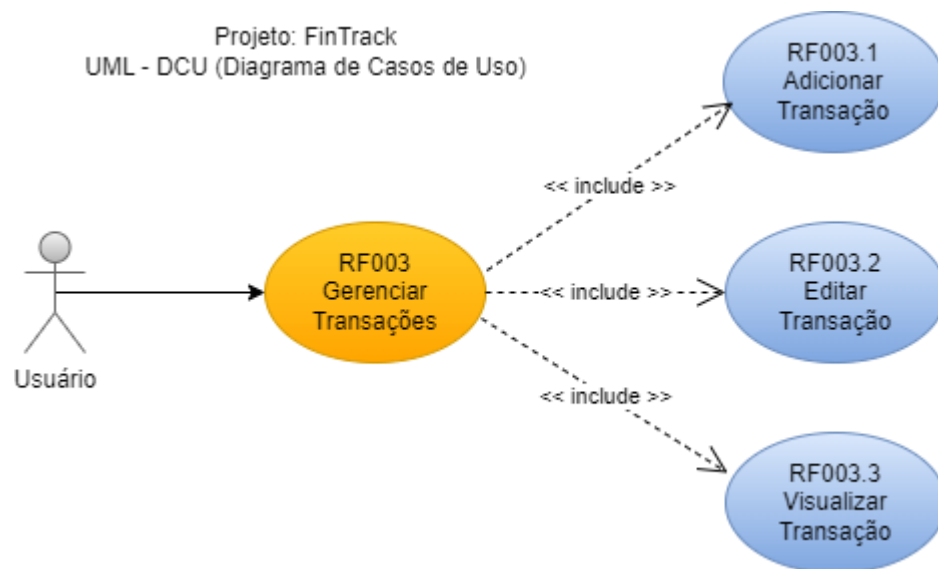 Projeto: FinTrack
UML - DCU (Diagrama de Casos de Uso)
RF003.1
Adicionar
Transação
<< include >>
RF003
Gerenciar
Transações
<< include >>
RF003.2
Editar
Transação
Usuário
<< include >>
RF003.3
Visualizar
Transação